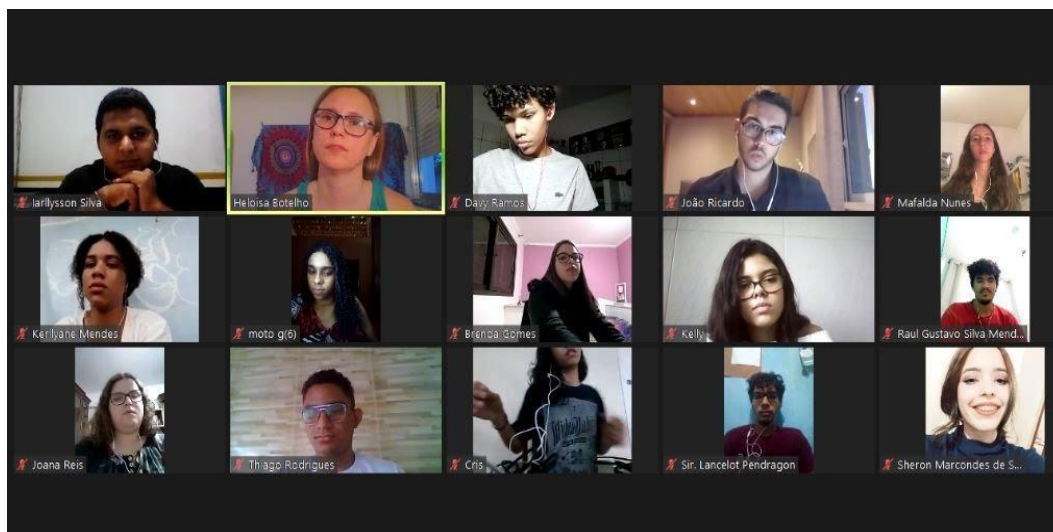 Iarllysson Silva
Heloisa Botelho
Davy Ramos
João Ricardo
Mafalda Nunes
Kerllyane Mendes
moto g(6)
Brenda Gomes
Kelly
Raul Gustavo Silva Mend...
Joana Reis
Thiago Rodrigues
Cris
Sir. Lancelot Pendragon
Sheron Marcondes de S...